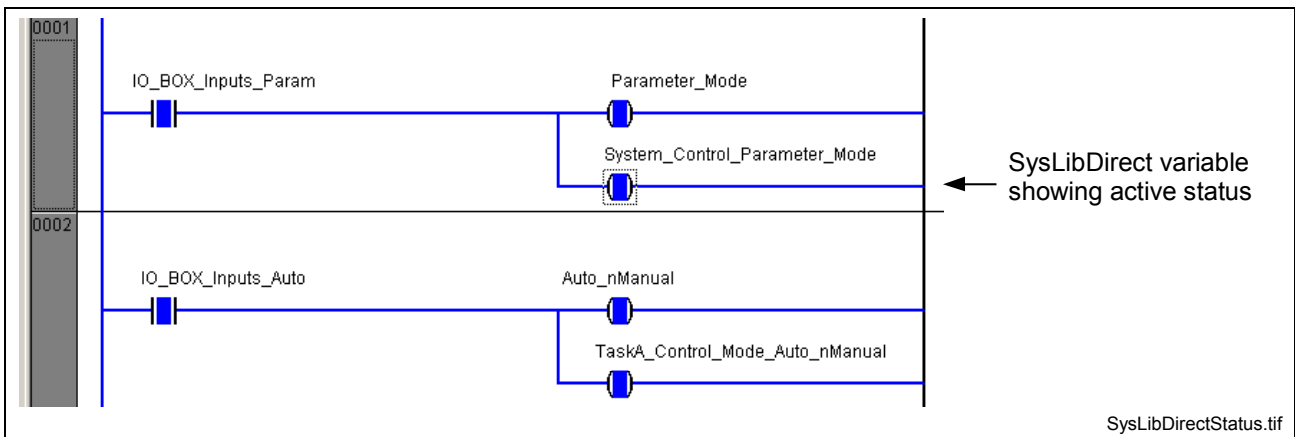 0001
IO_BOX_Inputs_Param
Parameter_Mode
System_Control_Parameter_Mode
SysLibDirect variable
showing active status
0002
IO_BOX_Inputs_Auto
Auto_nManual
TaskA_Control_Mode_Auto_nManual
SysLibDirectStatus.tif